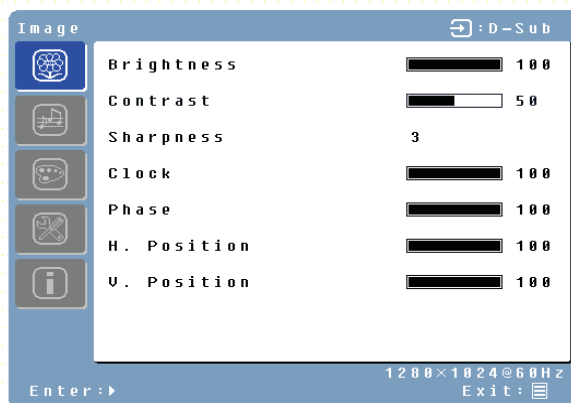 Image :D-Sub
Brightness 100
Contrast 50
Sharpness 3
Clock 100
Phase 100
H. Position 100
V. Position 100
1280×1024@60Hz
Enter: Exit: